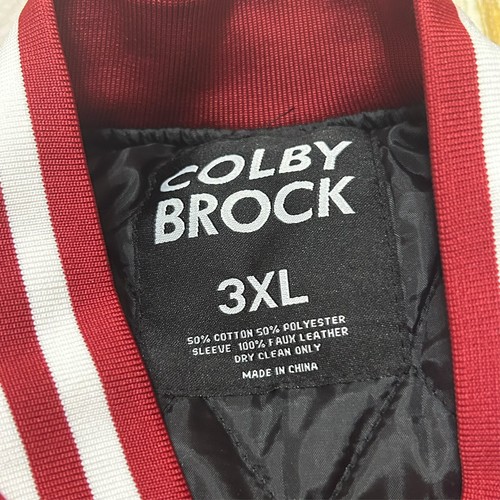 COLBY
BROCK
3XL
50% COTTON 50% POLYESTER
SLEEVE 100% FAUX LEATHER
DRY CLEAN ONLY
MADE IN CHINA